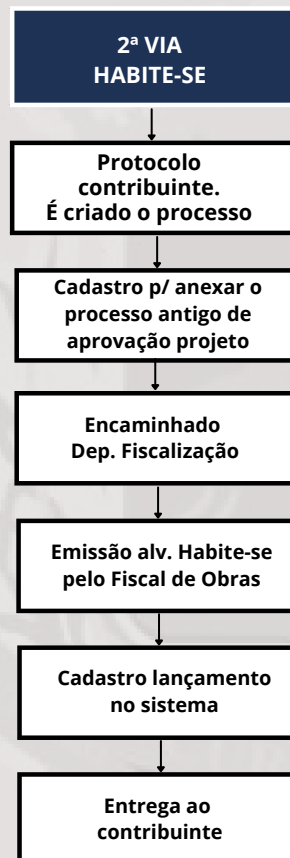 2ª VIA
HABITE-SE
Protocolo
contribuinte.
É criado o processo
Cadastro p/ anexar o
processo antigo de
aprovação projeto
Encaminhado
Dep. Fiscalização
Emissão alv. Habite-se
pelo Fiscal de Obras
Cadastro lançamento
no sistema
Entrega ao
contribuinte